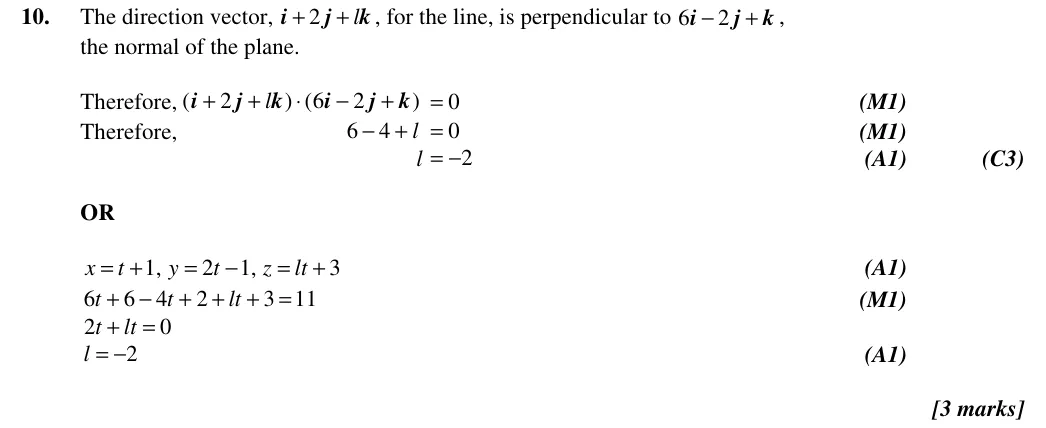 10. The direction vector, i + 2j + lk, for the line, is perpendicular to 6i − 2j + k,
the normal of the plane.
Therefore, (i + 2j + lk) · (6i − 2j + k) = 0 (M1)
Therefore, 6 − 4 + l = 0 (M1)
l = −2 (A1) (C3)
OR
x = t + 1, y = 2t − 1, z = lt + 3 (A1)
6t + 6 − 4t + 2 + lt + 3 = 11 (M1)
2t + lt = 0
l = −2 (A1)
[3 marks]